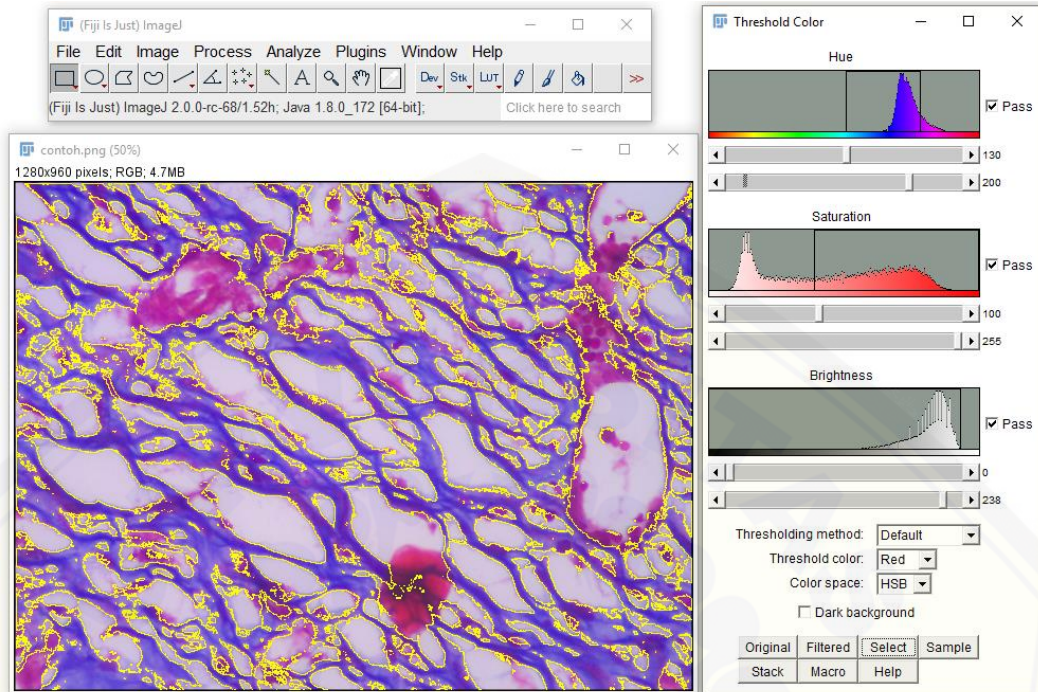 (Fiji Is Just) ImageJ
File Edit Image Process Analyze Plugins Window Help
A Dev Stk LUT >>
(Fiji Is Just) ImageJ 2.0.0-rc-68/1.52h; Java 1.8.0_172 [64-bit]; Click here to search
contoh.png (50%)
1280x960 pixels; RGB; 4.7MB
Threshold Color
Hue
Pass
130
200
Saturation
Pass
100
255
Brightness
Pass
0
238
Thresholding method: Default
Threshold color: Red
Color space: HSB
Dark background
Original Filtered Select Sample
Stack Macro Help